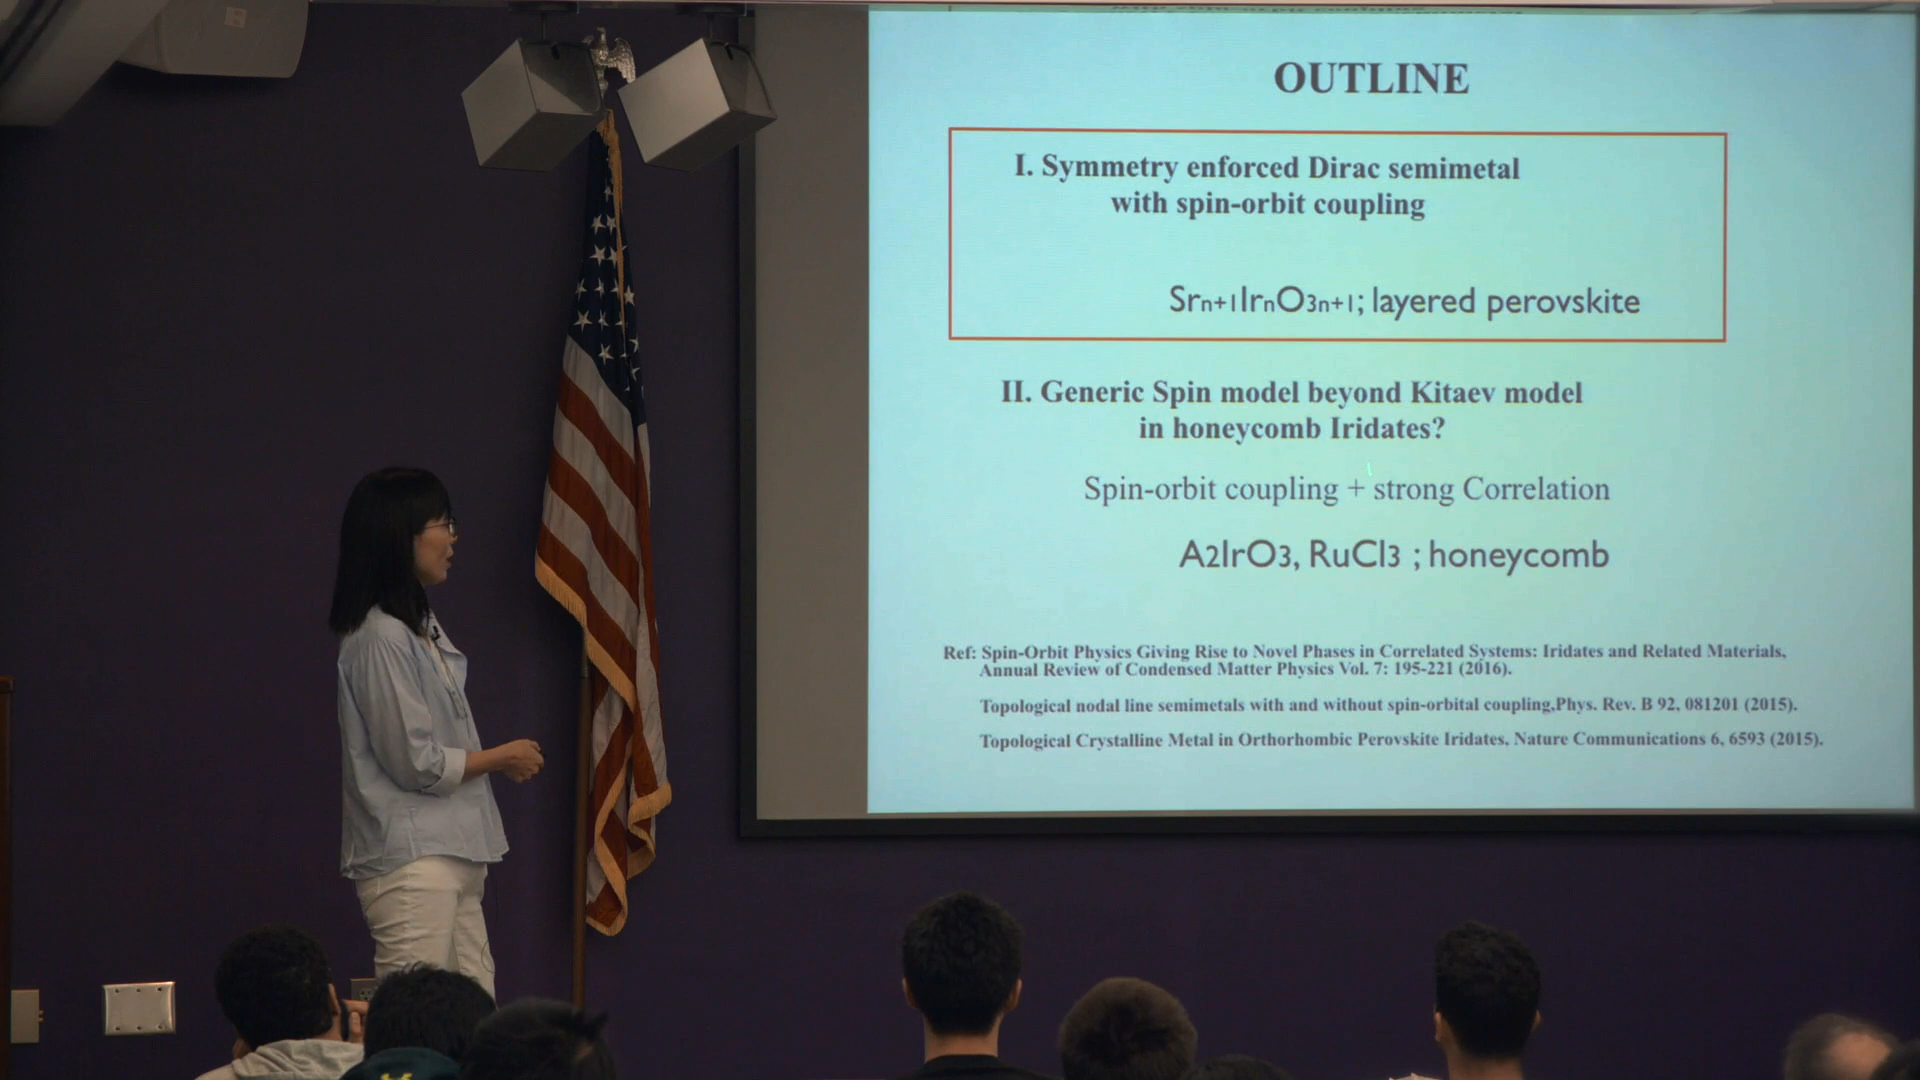 OUTLINE
I. Symmetry enforced Dirac semimetal
with spin-orbit coupling
Srn+1IrnO3n+1; layered perovskite
II. Generic Spin model beyond Kitaev model
in honeycomb Iridates?
Spin-orbit coupling + strong Correlation
A2IrO3, RuCl3 ; honeycomb
Ref: Spin-Orbit Physics Giving Rise to Novel Phases in Correlated Systems: Iridates and Related Materials,
Annual Review of Condensed Matter Physics Vol. 7: 195-221 (2016).
Topological nodal line semimetals with and without spin-orbital coupling,Phys. Rev. B 92, 081201 (2015).
Topological Crystalline Metal in Orthorhombic Perovskite Iridates, Nature Communications 6, 6593 (2015).